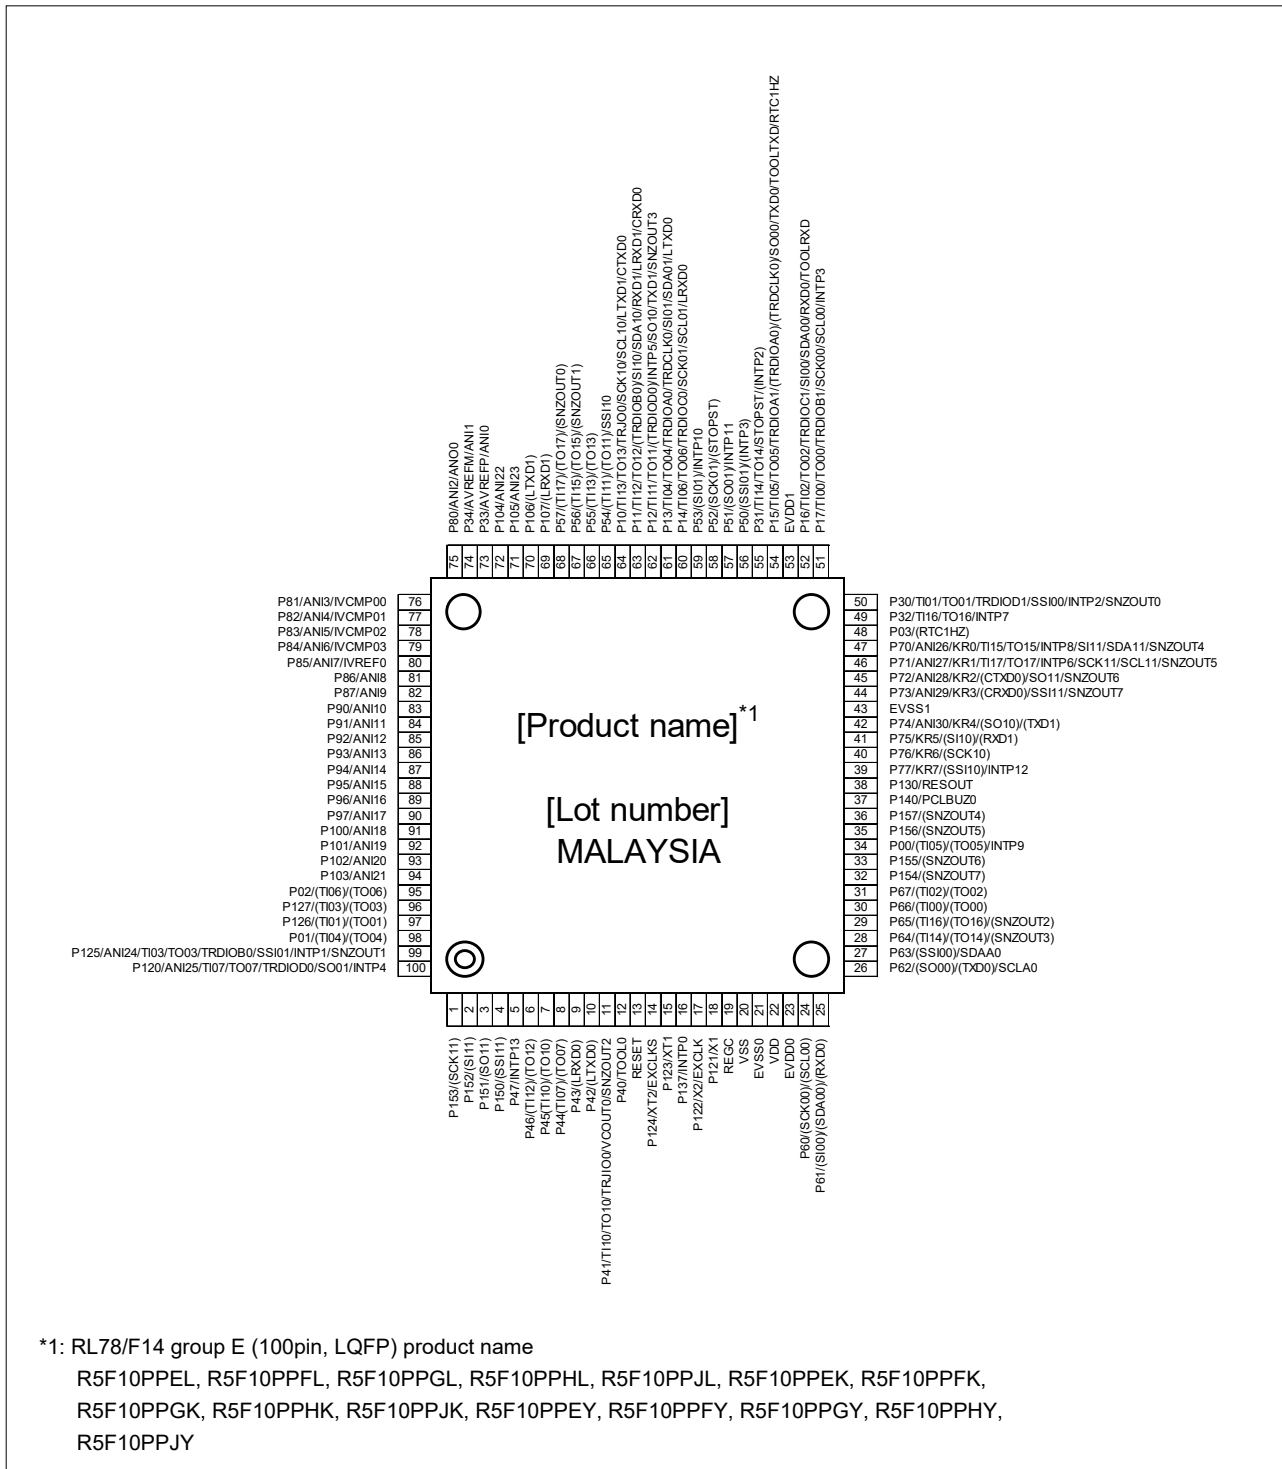 P80/ANI2/ANO0
P34/AVREFM/ANI1
P33/AVREFP/ANI0
P104/ANI22
P105/ANI23
P106/(LTXD1)
P107/(LRXD1)
P57/(TI17)/(TO17)/(SNZOUT0)
P56/(TI15)/(TO15)/(SNZOUT1)
P55/(TI13)/(TO13)
P54/(TI11)/(TO11)/SSI10
P10/TI13/TO13/TRJO0/SCK10/SCL10/LTXD1/CTXD0
P11/TI12/TO12/(TRDIOB0)/SI10/SDA10/RXD1/LRXD1/CRXD0
P12/TI11/TO11/(TRDIOD0)/INTP5/SO10/TXD1/SNZOUT3
P13/TI04/TO04/TRDIOA0/TRDCLK0/SI01/SDA01/LTXD0
P14/TI06/TO06/TRDIOC0/SCK01/SCL01/LRXD0
P53/(SI01)/INTP10
P52/(SCK01)/(STOPST)
P51/(SO01)/INTP11
P50/(SSI01)/(INTP3)
P31/TI14/TO14/STOPST/(INTP2)
P15/TI05/TO05/TRDIOA1/(TRDIOA0)/(TRDCLK0)/SO00/TXD0/TOOLTXD/RTC1HZ
EVDD1
P16/TI02/TO02/TRDIOC1/SI00/SDA00/RXD0/TOOLRXD
P17/TI00/TO00/TRDIOB1/SCK00/SCL00/INTP3
75 74 73 72 71 70 69 68 67 66 65 64 63 62 61 60 59 58 57 56 55 54 53 52 51
P81/ANI3/IVCMP00 76
P82/ANI4/IVCMP01 77
P83/ANI5/IVCMP02 78
P84/ANI6/IVCMP03 79
P85/ANI7/IVREF0 80
P86/ANI8 81
P87/ANI9 82
P90/ANI10 83
P91/ANI11 84
P92/ANI12 85
P93/ANI13 86
P94/ANI14 87
P95/ANI15 88
P96/ANI16 89
P97/ANI17 90
P100/ANI18 91
P101/ANI19 92
P102/ANI20 93
P103/ANI21 94
P02/(TI06)/(TO06) 95
P127/(TI03)/(TO03) 96
P126/(TI01)/(TO01) 97
P01/(TI04)/(TO04) 98
P125/ANI24/TI03/TO03/TRDIOB0/SSI01/INTP1/SNZOUT1 99
P120/ANI25/TI07/TO07/TRDIOD0/SO01/INTP4 100
[Product name]*1
[Lot number]
MALAYSIA
50 P30/TI01/TO01/TRDIOD1/SSI00/INTP2/SNZOUT0
49 P32/TI16/TO16/INTP7
48 P03/(RTC1HZ)
47 P70/ANI26/KR0/TI15/TO15/INTP8/SI11/SDA11/SNZOUT4
46 P71/ANI27/KR1/TI17/TO17/INTP6/SCK11/SCL11/SNZOUT5
45 P72/ANI28/KR2/(CTXD0)/SO11/SNZOUT6
44 P73/ANI29/KR3/(CRXD0)/SSI11/SNZOUT7
43 EVSS1
42 P74/ANI30/KR4/(SO10)/(TXD1)
41 P75/KR5/(SI10)/(RXD1)
40 P76/KR6/(SCK10)
39 P77/KR7/(SSI10)/INTP12
38 P130/RESOUT
37 P140/PCLBUZ0
36 P157/(SNZOUT4)
35 P156/(SNZOUT5)
34 P00/(TI05)/(TO05)/INTP9
33 P155/(SNZOUT6)
32 P154/(SNZOUT7)
31 P67/(TI02)/(TO02)
30 P66/(TI00)/(TO00)
29 P65/(TI16)/(TO16)/(SNZOUT2)
28 P64/(TI14)/(TO14)/(SNZOUT3)
27 P63/(SSI00)/SDAA0
26 P62/(SO00)/(TXD0)/SCLA0
1 2 3 4 5 6 7 8 9 10 11 12 13 14 15 16 17 18 19 20 21 22 23 24 25
P153/(SCK11)
P152/(SI11)
P151/(SO11)
P150/(SSI11)
P47/INTP13
P46/(TI12)/(TO12)
P45(TI10)/(TO10)
P44(TI07)/(TO07)
P43/(LRXD0)
P42/(LTXD0)
P41/TI10/TO10/TRJIO0/VCOUT0/SNZOUT2
P40/TOOL0
RESET
P124/XT2/EXCLKS
P123/XT1
P137/INTP0
P122/X2/EXCLK
P121/X1
REGC
VSS
EVSS0
VDD
EVDD0
P60/(SCK00)/(SCL00)
P61/(SI00)/(SDA00)/(RXD0)
*1: RL78/F14 group E (100pin, LQFP) product name
R5F10PPEL, R5F10PPFL, R5F10PPGL, R5F10PPHL, R5F10PPJL, R5F10PPEK, R5F10PPFK,
R5F10PPGK, R5F10PPHK, R5F10PPJK, R5F10PPEY, R5F10PPFY, R5F10PPGY, R5F10PPHY,
R5F10PPJY